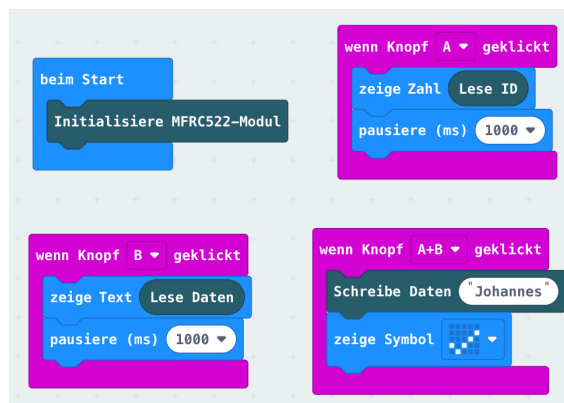 beim Start
Initialisiere MFRC522-Modul
wenn Knopf A geklickt
zeige Zahl Lese ID
pausiere (ms) 1000
wenn Knopf B geklickt
zeige Text Lese Daten
pausiere (ms) 1000
wenn Knopf A+B geklickt
Schreibe Daten "Johannes"
zeige Symbol